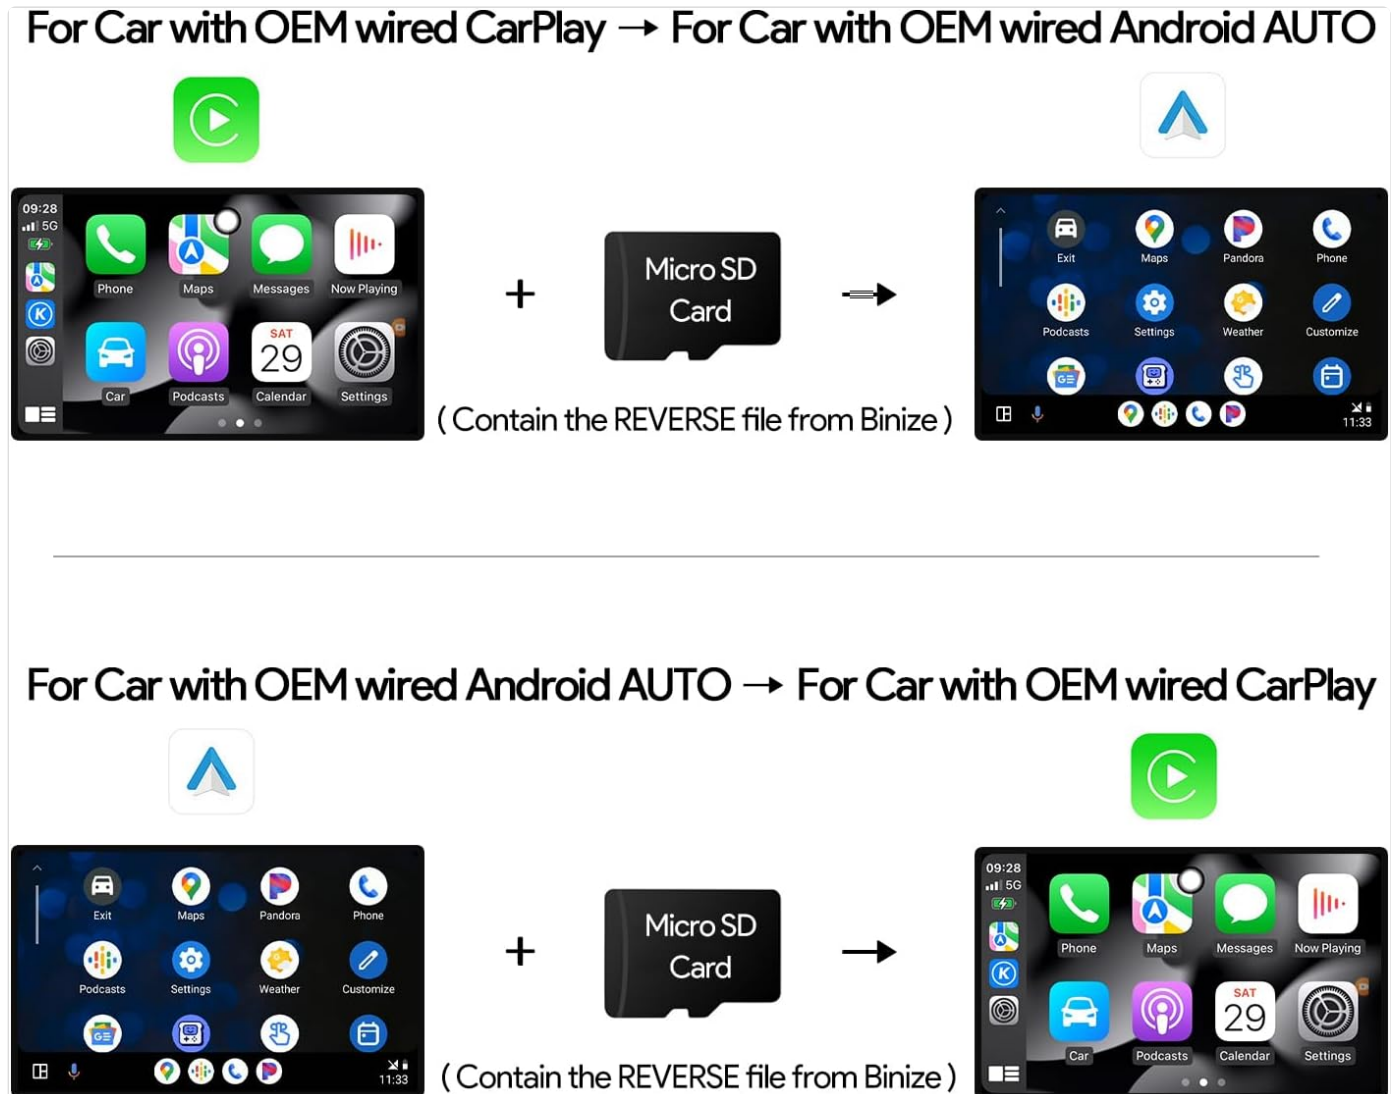 For Car with OEM wired CarPlay → For Car with OEM wired Android AUTO
09:28
5G
K
Phone Maps Messages Now Playing
SAT
29
Car Podcasts Calendar Settings
+
Micro SD
Card
( Contain the REVERSE file from Binize )
Exit Maps Pandora Phone
Podcasts Settings Weather Customize
GE
11:33
For Car with OEM wired Android AUTO → For Car with OEM wired CarPlay
Exit Maps Pandora Phone
Podcasts Settings Weather Customize
GE
11:33
+
Micro SD
Card
( Contain the REVERSE file from Binize )
09:28
5G
K
Phone Maps Messages Now Playing
SAT
29
Car Podcasts Calendar Settings